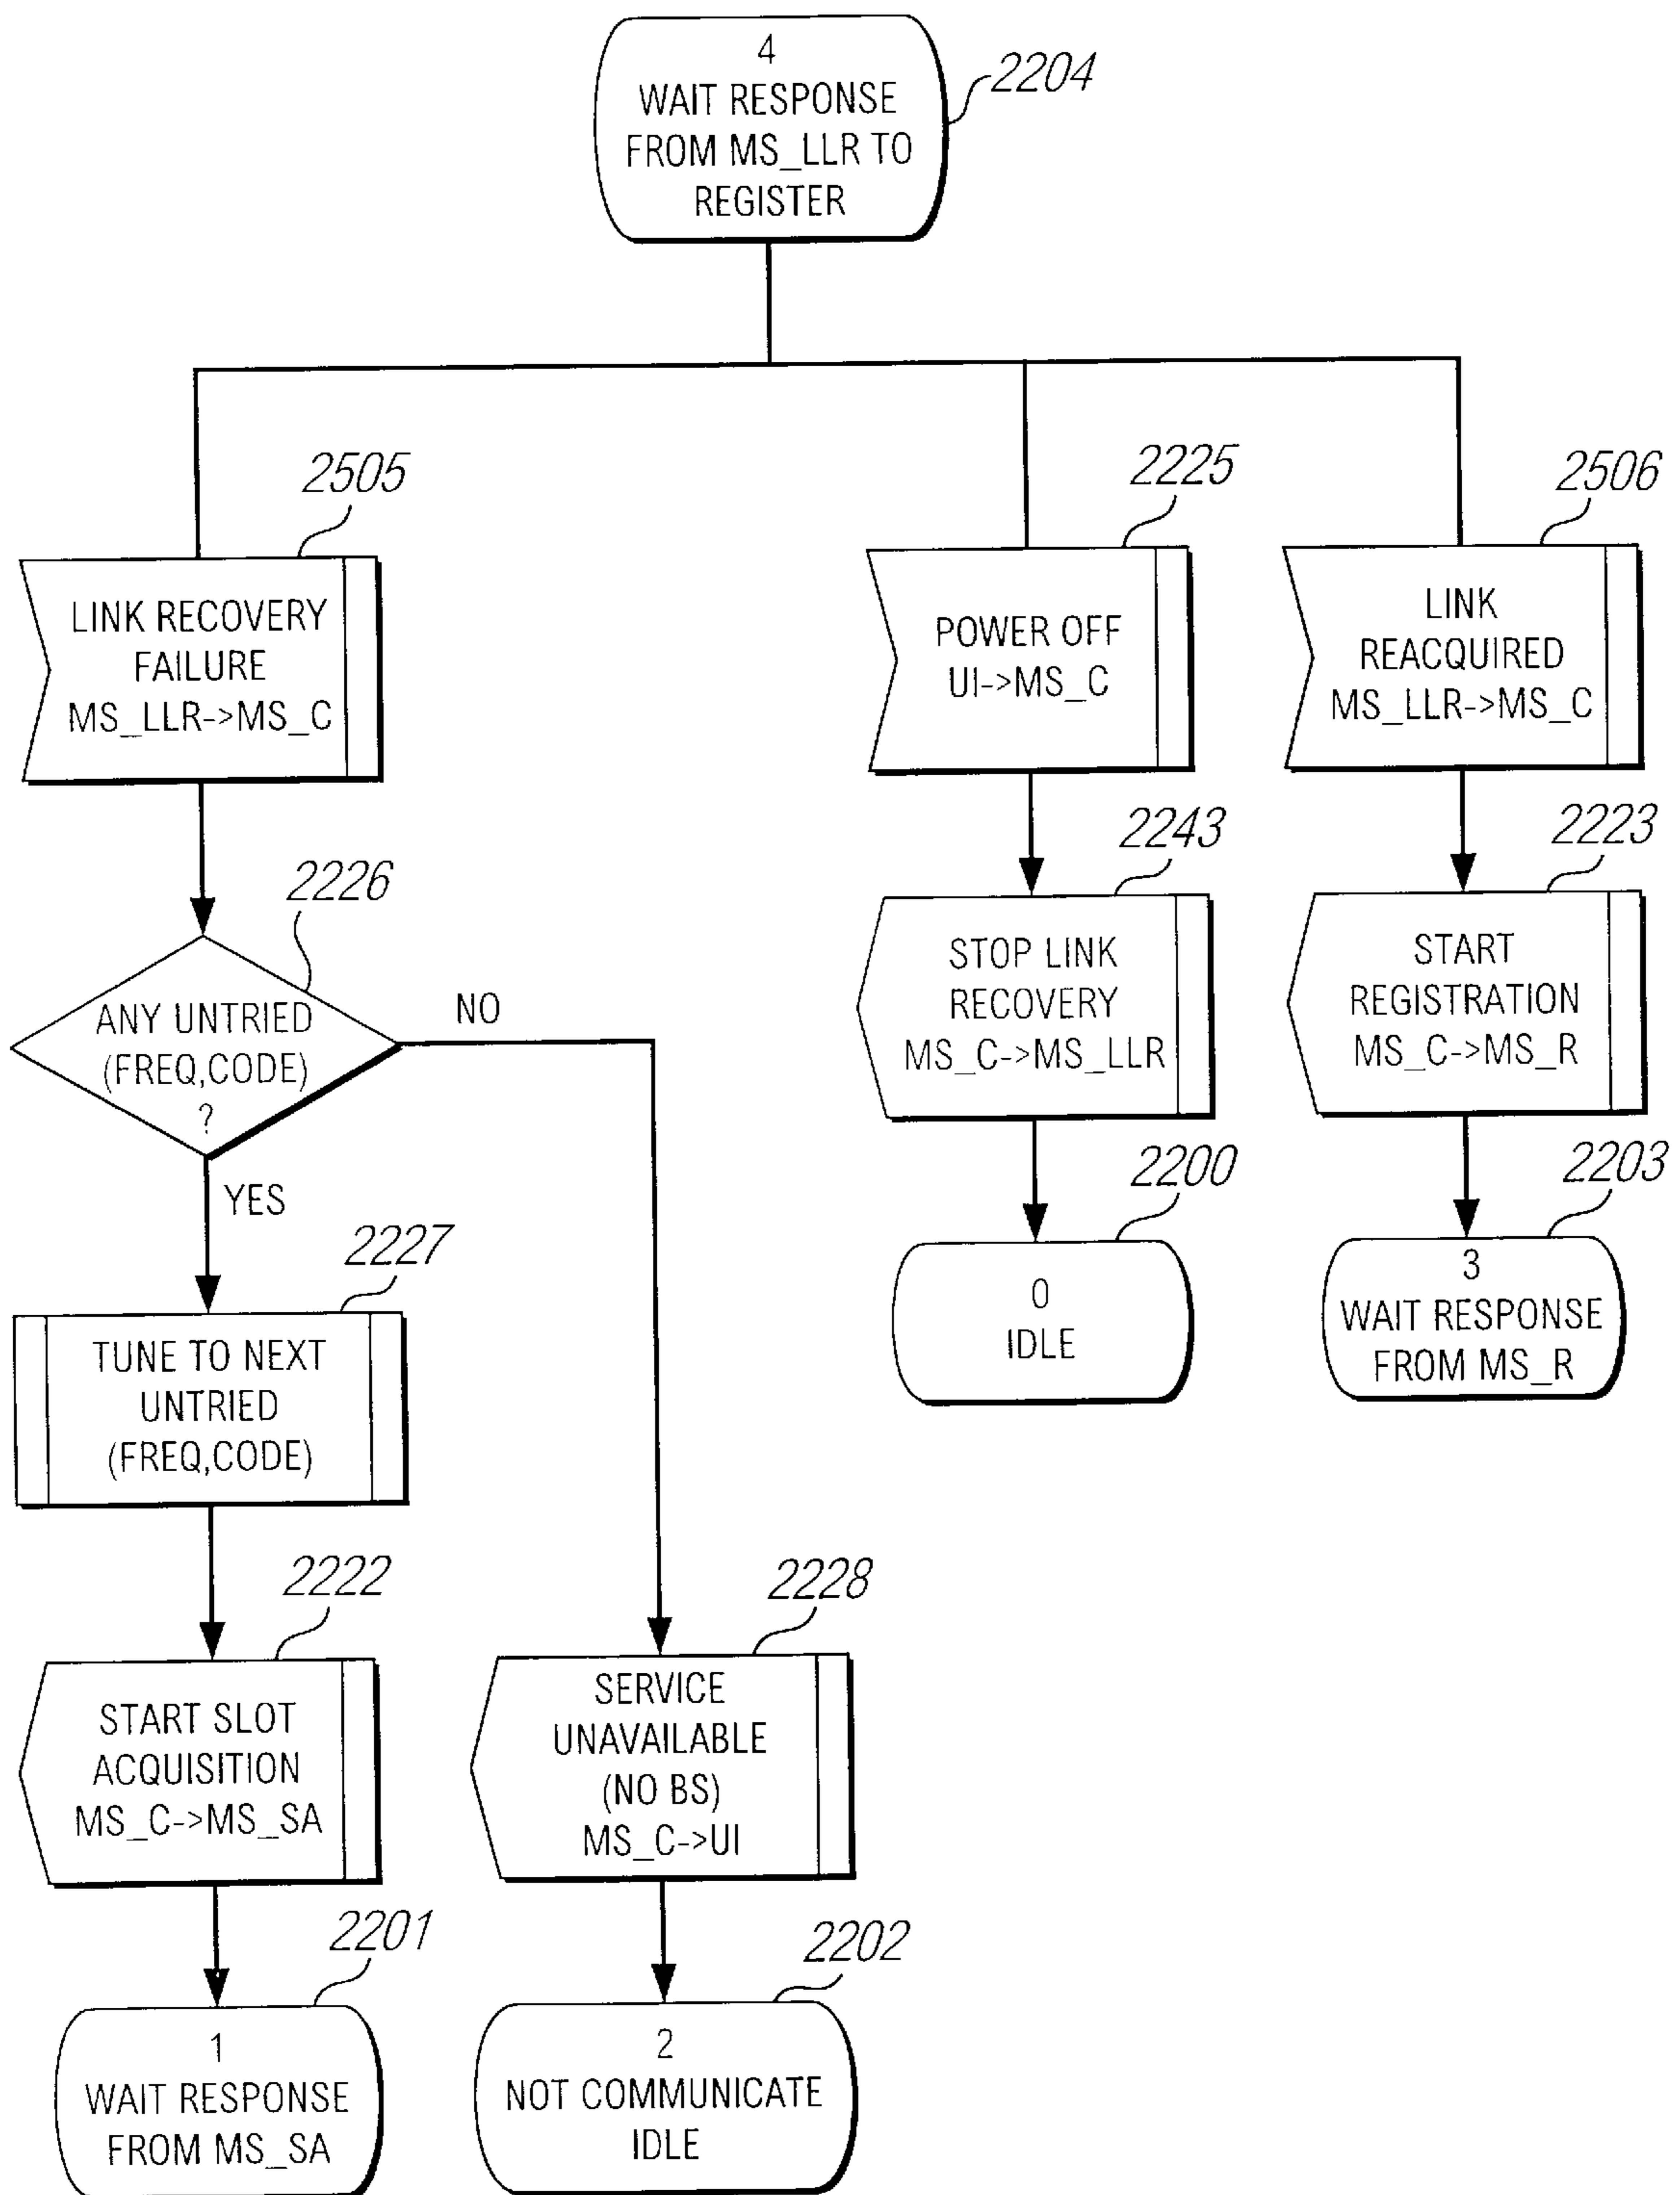 4
WAIT RESPONSE
FROM MS_LLR TO
REGISTER
2204
2505
LINK RECOVERY
FAILURE
MS_LLR->MS_C
2225
POWER OFF
UI->MS_C
2506
LINK
REACQUIRED
MS_LLR->MS_C
2226
ANY UNTRIED
(FREQ,CODE)
?
NO
YES
2243
STOP LINK
RECOVERY
MS_C->MS_LLR
2223
START
REGISTRATION
MS_C->MS_R
2200
0
IDLE
2203
3
WAIT RESPONSE
FROM MS_R
2227
TUNE TO NEXT
UNTRIED
(FREQ,CODE)
2222
START SLOT
ACQUISITION
MS_C->MS_SA
2228
SERVICE
UNAVAILABLE
(NO BS)
MS_C->UI
2201
1
WAIT RESPONSE
FROM MS_SA
2202
2
NOT COMMUNICATE
IDLE